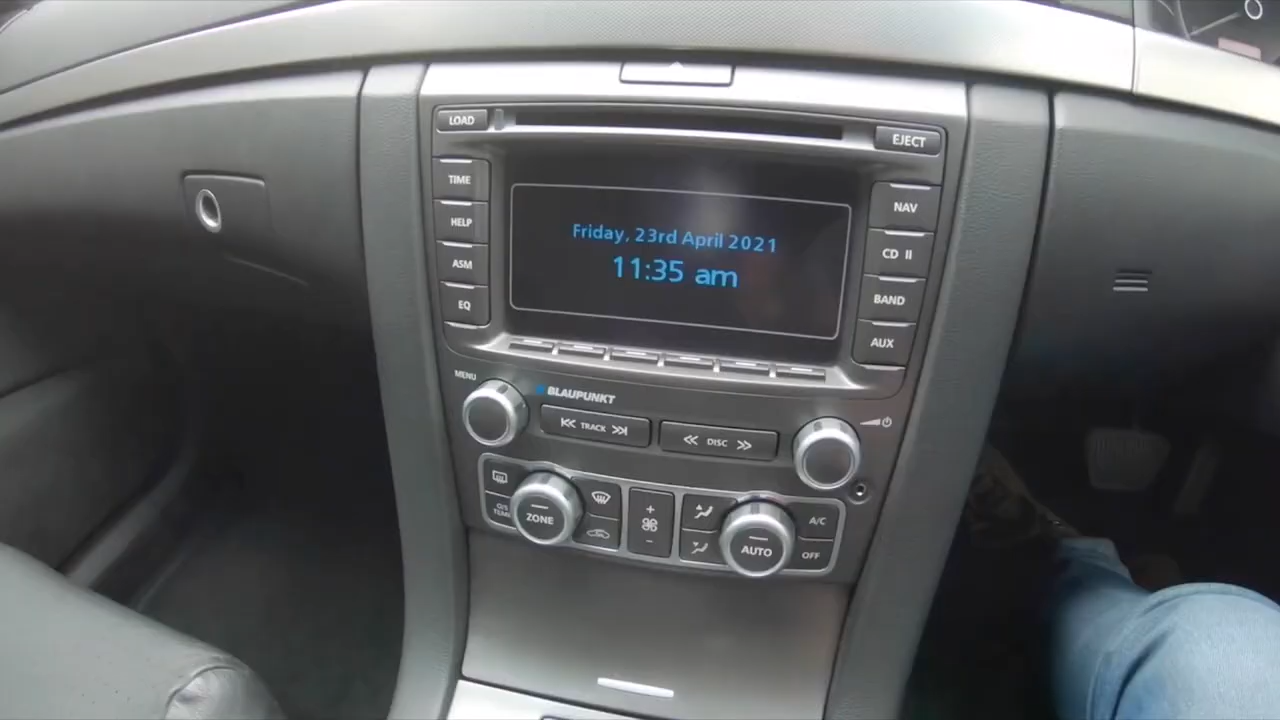 LOAD
EJECT
TIME
HELP
ASM
EQ
Friday, 23rd April 2021
11:35 am
NAV
CD II
BAND
AUX
MENU
BLAUPUNKT
TRACK
DISC
O/S
TEMP
ZONE
+
-
AUTO
A/C
OFF